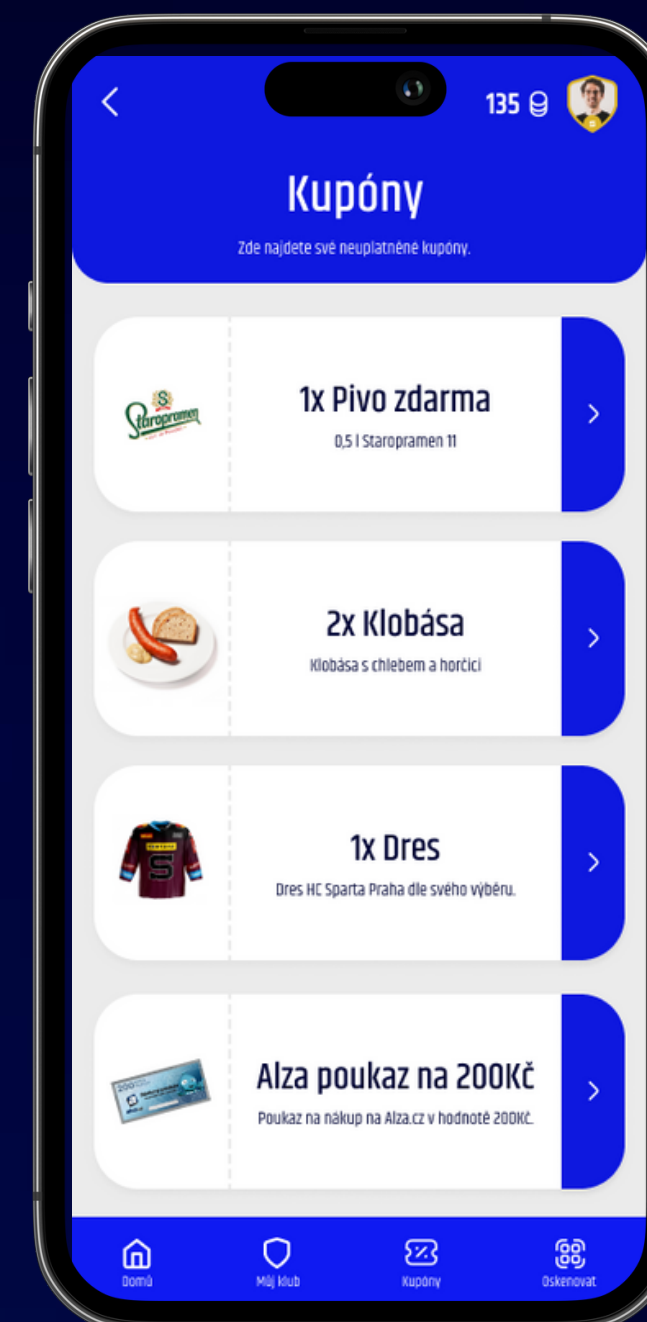 135
Kupóny
Zde najdete své neuplatněné kupóny.
S
Staropramen
1x Pivo zdarma
0,5 l Staropramen 11
2x Klobása
Klobása s chlebem a hořčicí
S
1x Dres
Dres HC Sparta Praha dle svého výběru.
200
Alza poukaz na 200Kč
Poukaz na nákup na Alza.cz v hodnotě 200Kč.
Domů
Můj klub
Kupóny
Oskenovat